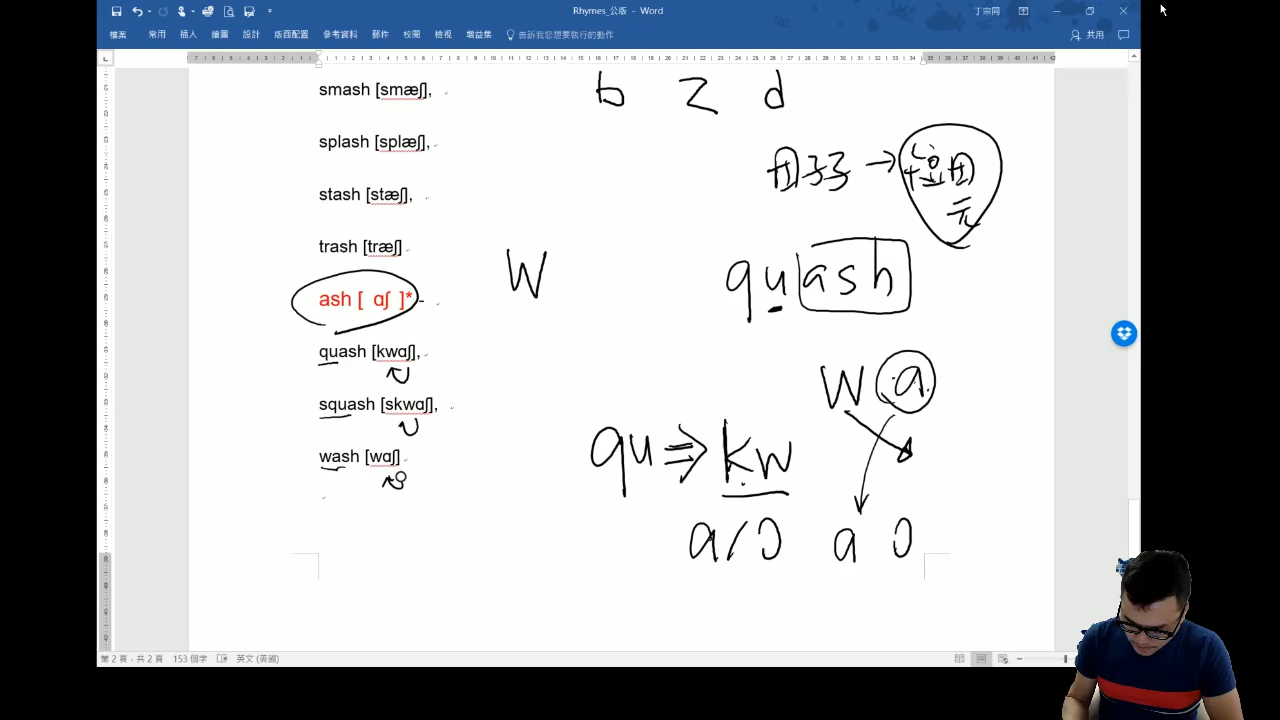 Rhymes_公版 - Word
丁宗同
檔案 常用 插入 繪圖 設計 版面配置 參考資料 郵件 校閱 檢視 增益集 告訴我您想要執行的動作 共用
smash [smæʃ],
b z d
splash [splæʃ],
stash [stæʃ],
trash [træʃ]
W
quash
ash [ ɑʃ ]*
quash [kwɑʃ],
w a
squash [skwɑʃ],
qu ⇒ kw
wash [wɑʃ]
a/ɔ a ɔ
第 2 頁，共 2 頁 153 個字 英文 (美國)